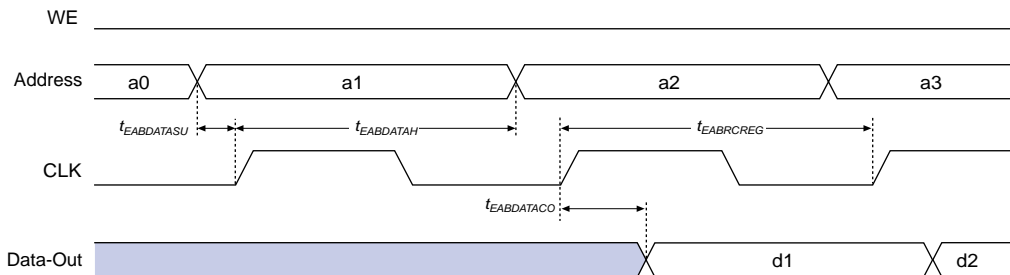 WE
Address a0 a1 a2 a3
tEABDATASU tEABDATAH tEABRCREG
CLK
tEABDATACO
Data-Out d1 d2